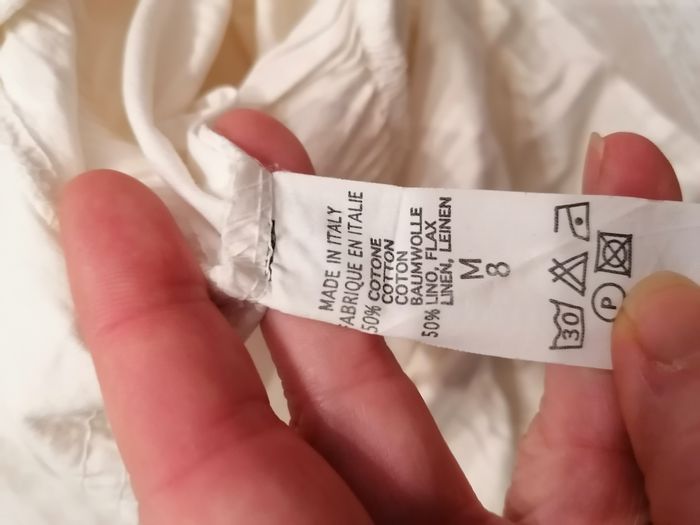 MADE IN ITALY
FABRIQUE EN ITALIE
50% COTONE
COTTON
COTON
BAUMWOLLE
50% LINO, FLAX
LINEN, LEINEN
M
8
30
P